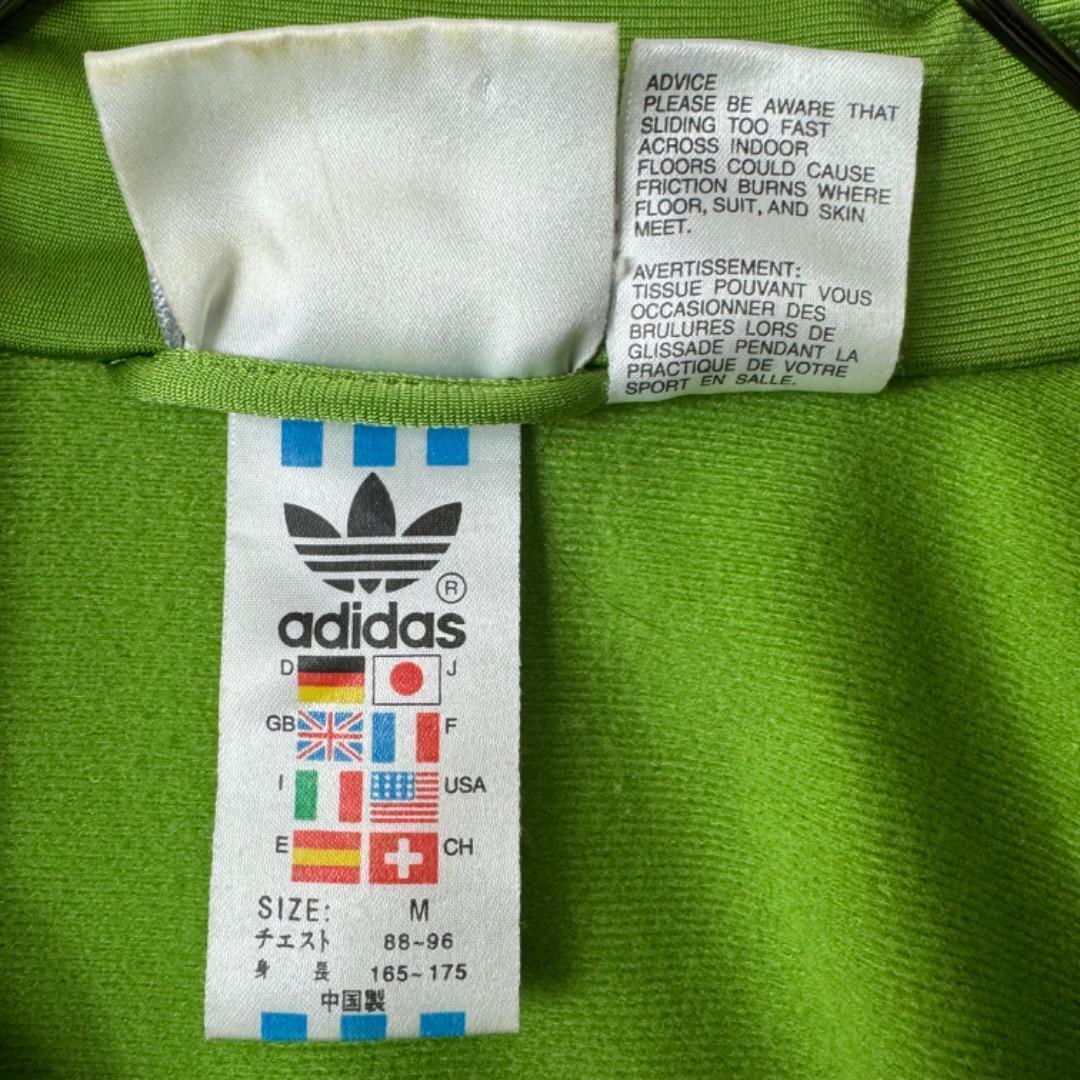 ADVICE
PLEASE BE AWARE THAT
SLIDING TOO FAST
ACROSS INDOOR
FLOORS COULD CAUSE
FRICTION BURNS WHERE
FLOOR, SUIT, AND SKIN
MEET.
AVERTISSEMENT:
TISSUE POUVANT VOUS
OCCASIONNER DES
BRULURES LORS DE
GLISSADE PENDANT LA
PRACTIQUE DE VOTRE
SPORT EN SALLE.
®
adidas
D J
GB F
I USA
E CH
SIZE: M
チェスト 88~96
身長 165~175
中国製